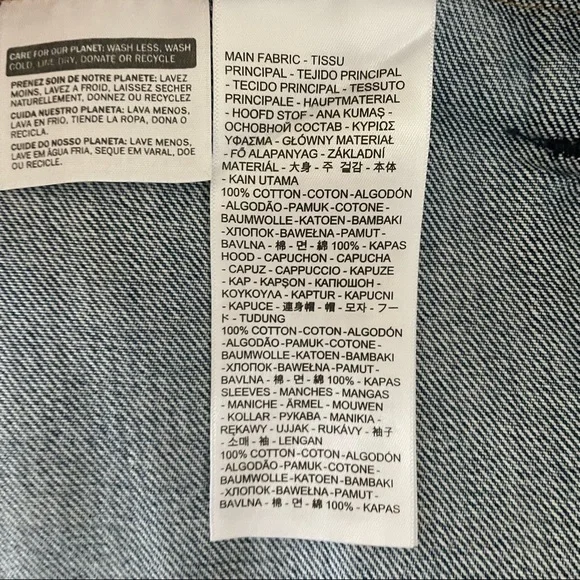 CARE FOR OUR PLANET: WASH LESS, WASH
COLD, LINE DRY, DONATE OR RECYCLE
PRENEZ SOIN DE NOTRE PLANETE: LAVEZ
MOINS, LAVEZ A FROID, LAISSEZ SECHER
NATURELLEMENT, DONNEZ OU RECYCLEZ
CUIDA NUESTRO PLANETA: LAVA MENOS,
LAVA EN FRIO, TIENDE LA ROPA, DONA O
RECICLA.
CUIDE DO NOSSO PLANETA: LAVE MENOS,
LAVE EM ÁGUA FRIA, SEQUE EM VARAL, DOE
OU RECICLE.
MAIN FABRIC - TISSU
PRINCIPAL - TEJIDO PRINCIPAL
- TECIDO PRINCIPAL - TESSUTO
PRINCIPALE - HAUPTMATERIAL
- HOOFD STOF - ANA KUMAŞ -
ОСНОВНОЙ СОСТАВ - ΚΥΡΙΩΣ
ΥΦΑΣΜΑ - GŁÓWNY MATERIAŁ
- FŐ ALAPANYAG - ZÁKLADNÍ
MATERIÁL - 大身 - 주 겉감 - 本体
- KAIN UTAMA
100% COTTON-COTON-ALGODÓN
-ALGODÃO-PAMUK-COTONE-
BAUMWOLLE-KATOEN-BAMBAKI
-ХЛОПОК-BAWEŁNA-PAMUT-
BAVLNA - 棉 - 면 - 綿 100% - KAPAS
HOOD - CAPUCHON - CAPUCHA
- CAPUZ - CAPPUCCIO - KAPUZE
- KAP - KAPŞON - КАПЮШОН -
ΚΟΥΚΟΥΛΑ - KAPTUR - KAPUCNI
- KAPUCE - 連身帽 - 帽 - 모자 - フー
ド - TUDUNG
100% COTTON-COTON-ALGODÓN
-ALGODÃO-PAMUK-COTONE-
BAUMWOLLE-KATOEN-BAMBAKI
-ХЛОПОК-BAWEŁNA-PAMUT-
BAVLNA - 棉 - 면 - 綿 100% - KAPAS
SLEEVES - MANCHES - MANGAS
- MANICHE - ÄRMEL - MOUWEN
- KOLLAR - РУКАВА - MANIKIA -
RĘKAWY - UJJAK - RUKÁVY - 袖子
- 소매 - 袖 - LENGAN
100% COTTON-COTON-ALGODÓN
-ALGODÃO-PAMUK-COTONE-
BAUMWOLLE-KATOEN-BAMBAKI
-ХЛОПОК-BAWEŁNA-PAMUT-
BAVLNA - 棉 - 면 - 綿 100% - KAPAS